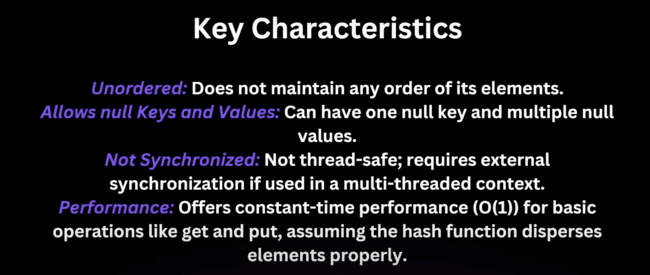 Key Characteristics
Unordered: Does not maintain any order of its elements.
Allows null Keys and Values: Can have one null key and multiple null
values.
Not Synchronized: Not thread-safe; requires external
synchronization if used in a multi-threaded context.
Performance: Offers constant-time performance (O(1)) for basic
operations like get and put, assuming the hash function disperses
elements properly.